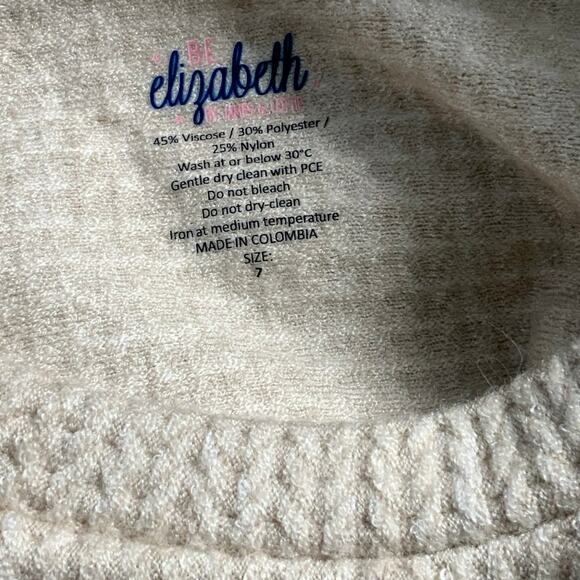 BE
elizabeth
45% Viscose / 30% Polyester /
25% Nylon
Wash at or below 30°C
Gentle dry clean with PCE
Do not bleach
Do not dry-clean
Iron at medium temperature
MADE IN COLOMBIA
SIZE:
7